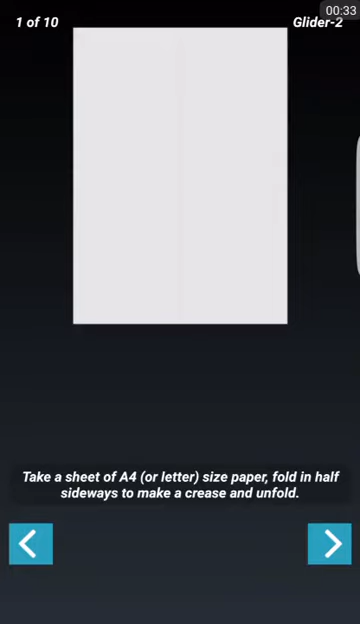 00:33
1 of 10
Glider-2
Take a sheet of A4 (or letter) size paper, fold in half
sideways to make a crease and unfold.